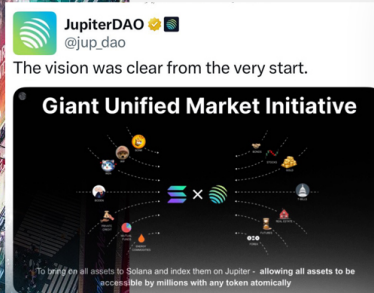 JupiterDAO
@jup_dao
The vision was clear from the very start.
Giant Unified Market Initiative
To bring on all assets to Solana and index them on Jupiter - allowing all assets to be
accessible by millions with any token atomically